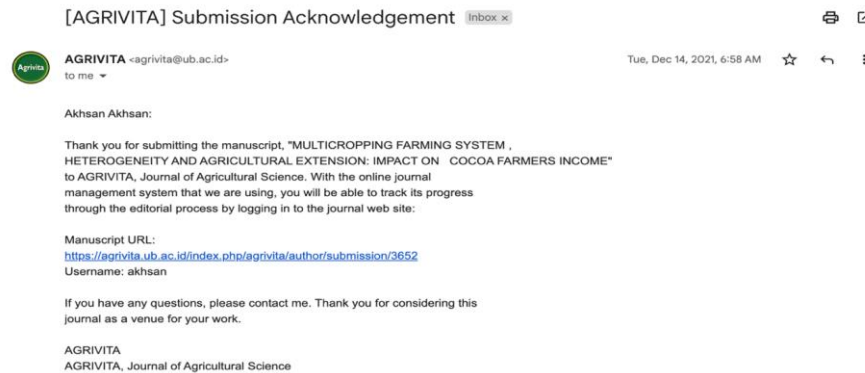 [AGRIVITA] Submission Acknowledgement Inbox x
Agrivita
AGRIVITA <agrivita@ub.ac.id>
Tue, Dec 14, 2021, 6:58 AM
to me
Akhsan Akhsan:
Thank you for submitting the manuscript, "MULTICROPPING FARMING SYSTEM ,
HETEROGENEITY AND AGRICULTURAL EXTENSION: IMPACT ON COCOA FARMERS INCOME"
to AGRIVITA, Journal of Agricultural Science. With the online journal
management system that we are using, you will be able to track its progress
through the editorial process by logging in to the journal web site:
Manuscript URL:
https://agrivita.ub.ac.id/index.php/agrivita/author/submission/3652
Username: akhsan
If you have any questions, please contact me. Thank you for considering this
journal as a venue for your work.
AGRIVITA
AGRIVITA, Journal of Agricultural Science